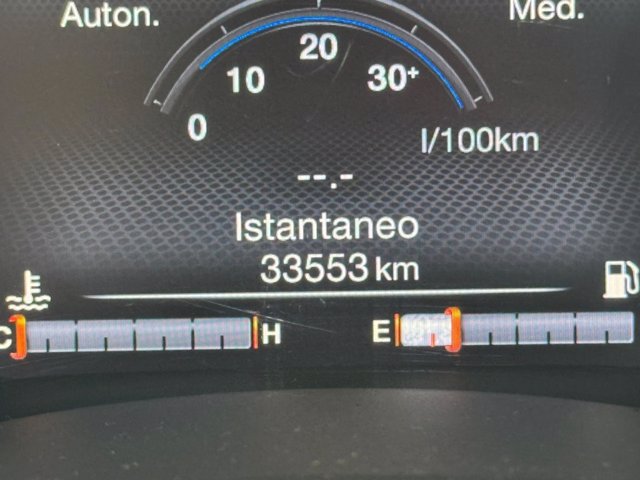 Auton.
Med.
0 10 20 30+
l/100km
--.-
Istantaneo
33553 km
C H
E